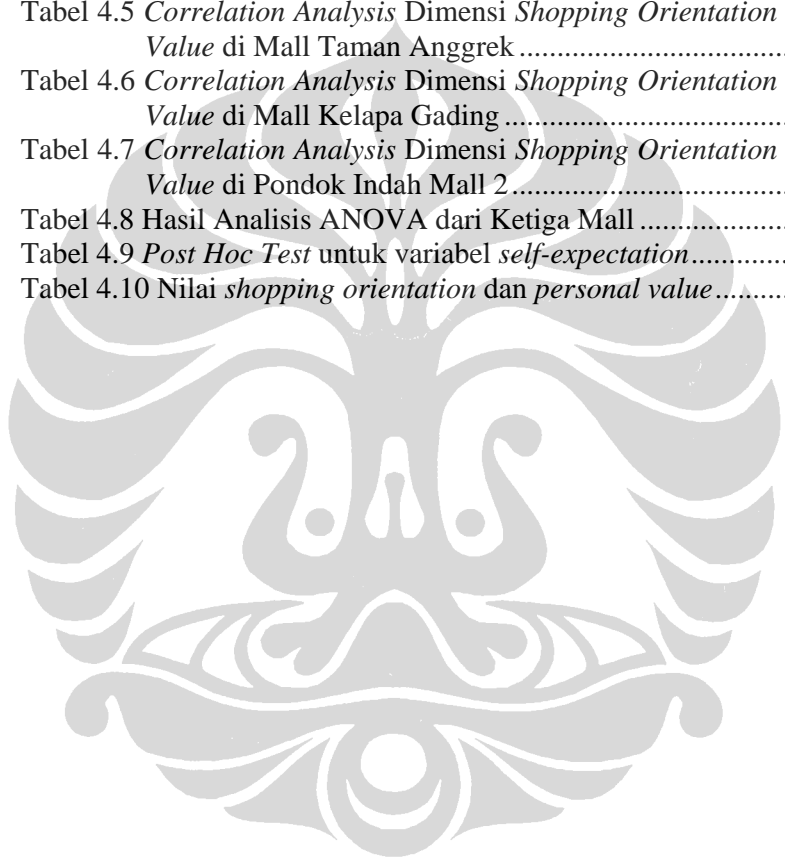 Tabel 4.5 Correlation Analysis Dimensi Shopping Orientation
Value di Mall Taman Anggrek ......................................
Tabel 4.6 Correlation Analysis Dimensi Shopping Orientation
Value di Mall Kelapa Gading ........................................
Tabel 4.7 Correlation Analysis Dimensi Shopping Orientation
Value di Pondok Indah Mall 2.......................................
Tabel 4.8 Hasil Analisis ANOVA dari Ketiga Mall ....................
Tabel 4.9 Post Hoc Test untuk variabel self-expectation..............
Tabel 4.10 Nilai shopping orientation dan personal value..........